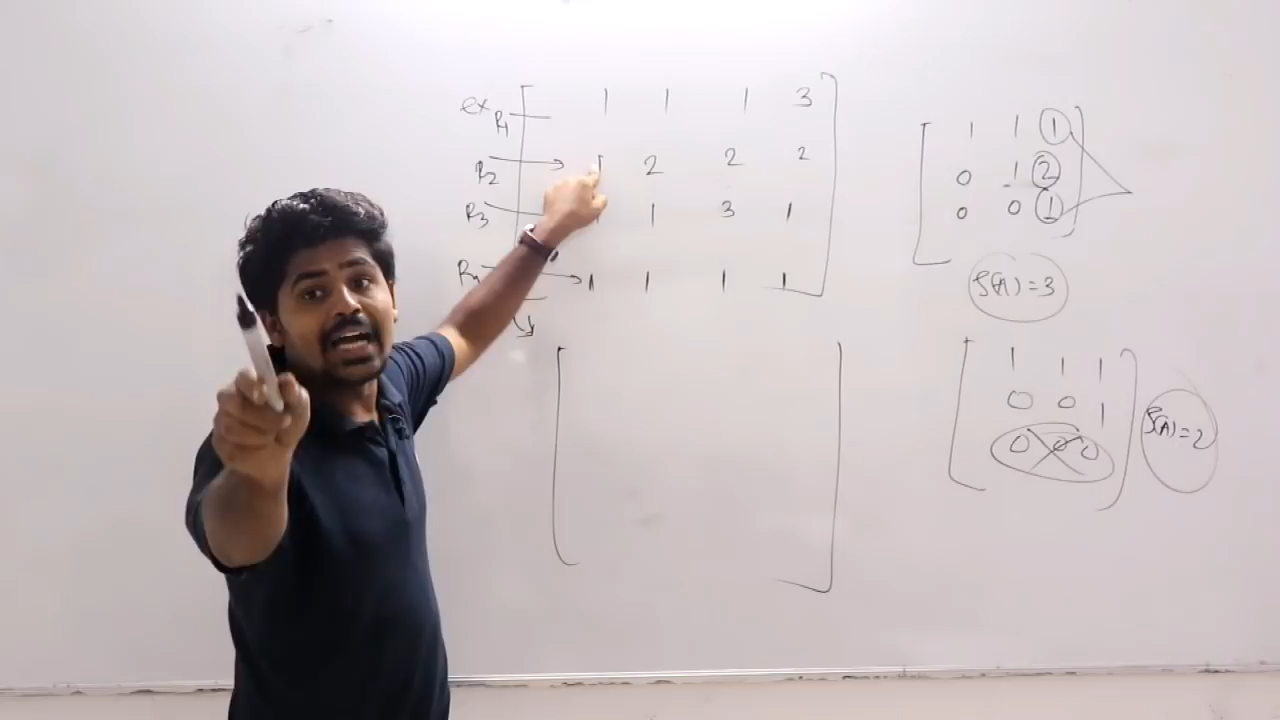 ex R1 1 1 1 3
R2 1 2 2 2
R3 1 1 3 1
R4 1 1 1 1
1 1 1
0 1 2
0 0 1
ρ(A) = 3
1 1 1
0 0 1
0 0 0
ρ(A) = 2